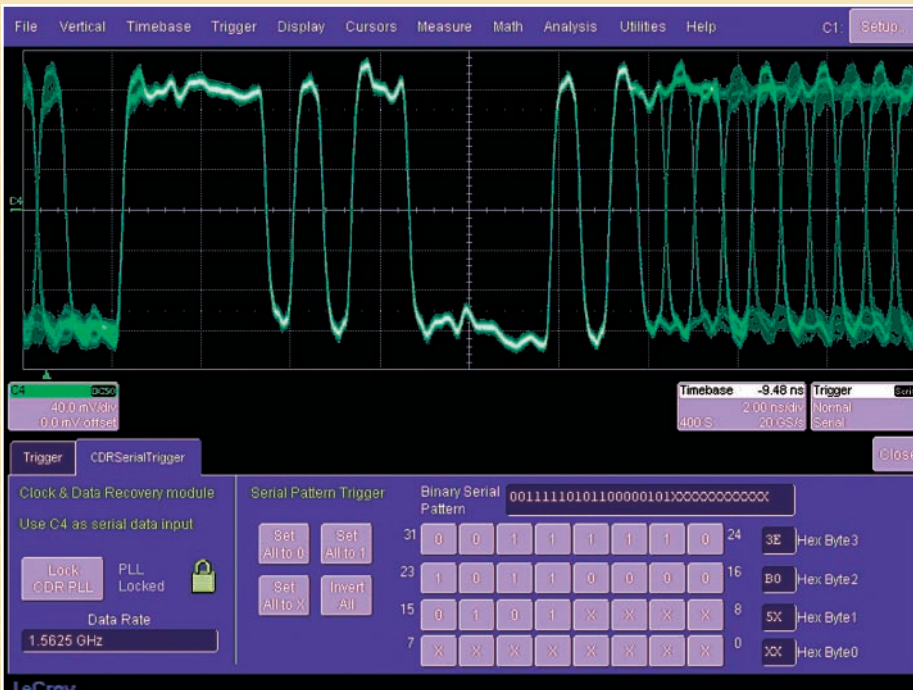 File Vertical Timebase Trigger Display Cursors Measure Math Analysis Utilities Help C1: Setup...
C4
C4 DC50
40.0 mV/div
0.0 mV offset
Timebase -9.48 ns
2.00 ns/div
400 S 20 GS/s
Trigger
Normal
Serial
Trigger CDRSerialTrigger Close
Clock & Data Recovery module
Use C4 as serial data input
Lock CDR PLL
PLL Locked
Data Rate
1.5625 GHz
Serial Pattern Trigger
Set All to 0
Set All to 1
Set All to X
Invert All
Binary Serial Pattern
00111110101100000101XXXXXXXXXXXX
31 0 0 1 1 1 1 1 0 24 3E Hex Byte3
23 1 0 1 1 0 0 0 0 16 B0 Hex Byte2
15 0 1 0 1 X X X X 8 5X Hex Byte1
7 X X X X X X X X 0 XX Hex Byte0
LeCroy